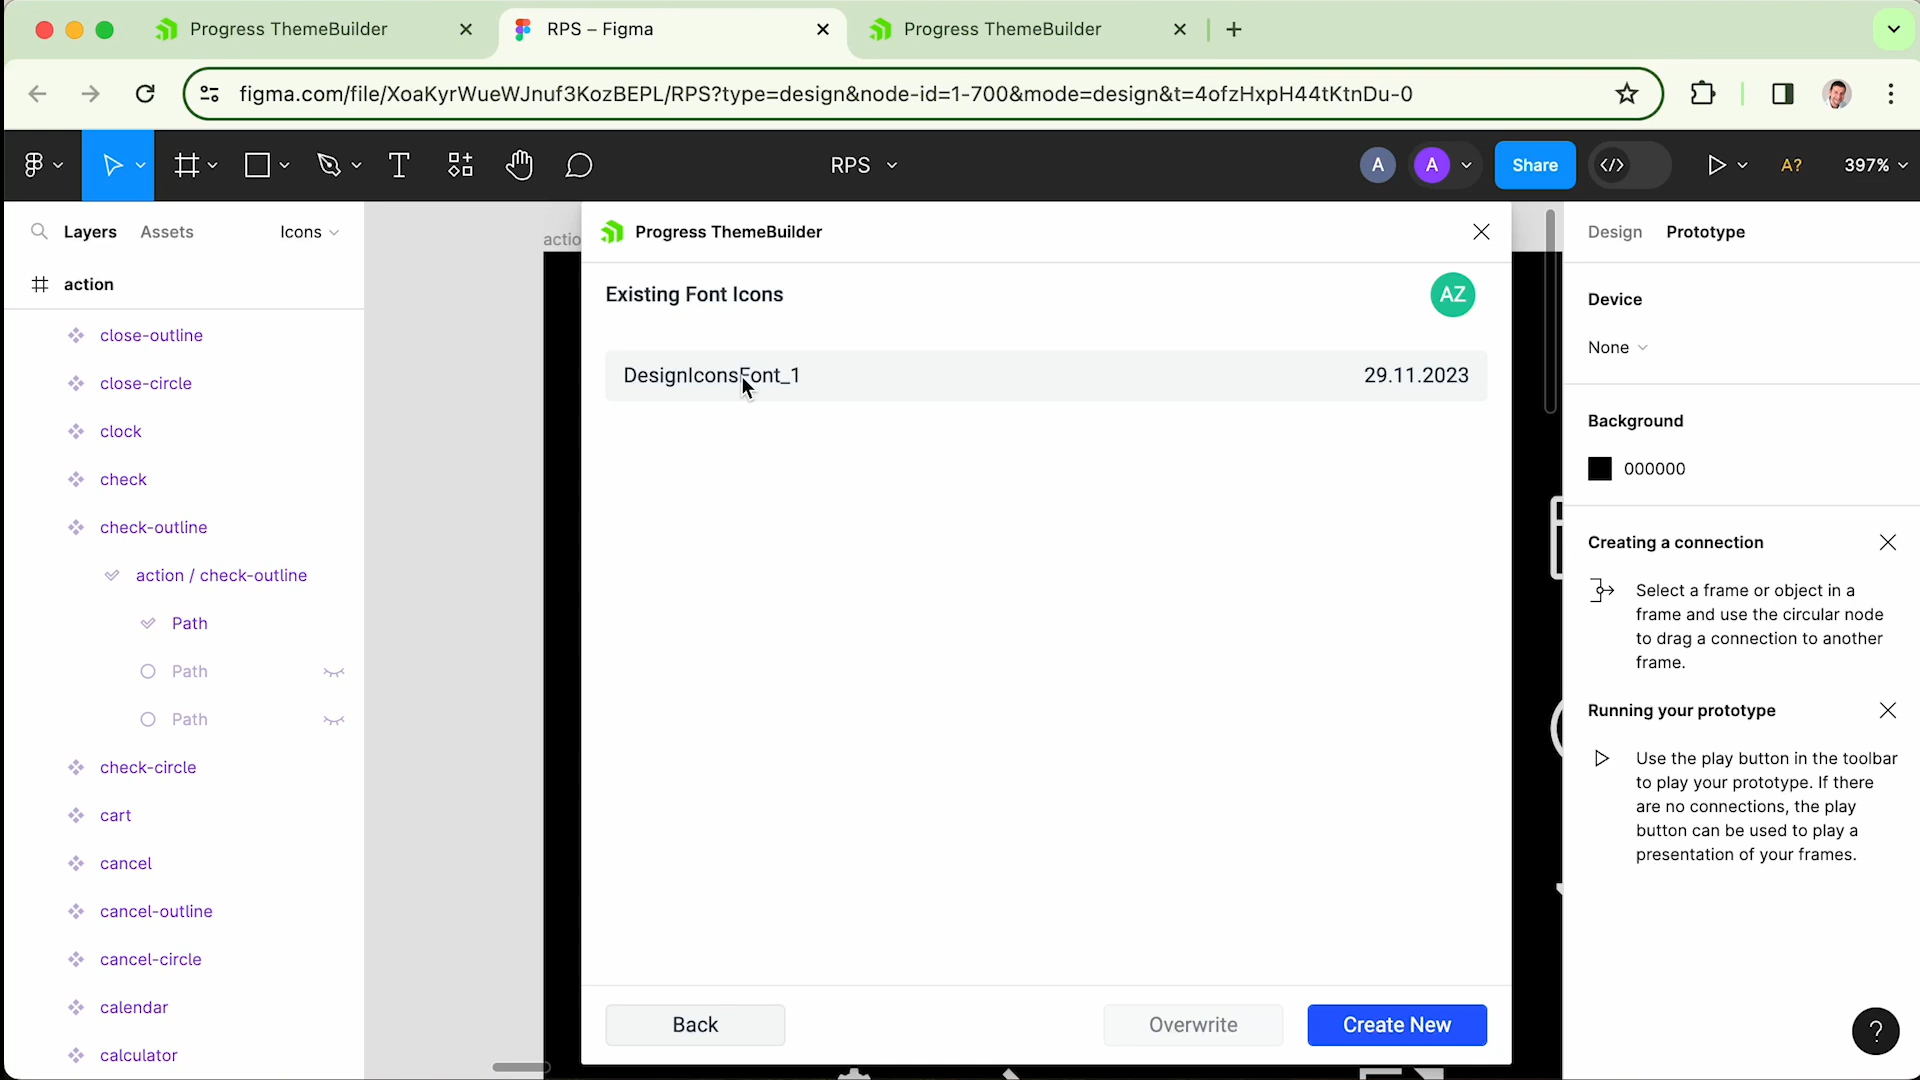 Progress ThemeBuilder
RPS – Figma
Progress ThemeBuilder
figma.com/file/XoaKyrWueWJnuf3KozBEPL/RPS?type=design&node-id=1-700&mode=design&t=4ofzHxpH44tKtnDu-0
RPS
A
A
Share
A?
397%
Layers
Assets
Icons
action
close-outline
close-circle
clock
check
check-outline
action / check-outline
Path
Path
Path
check-circle
cart
cancel
cancel-outline
cancel-circle
calendar
calculator
actio
Progress ThemeBuilder
Existing Font Icons
AZ
DesignIconsFont_1
29.11.2023
Back
Overwrite
Create New
Design
Prototype
Device
None
Background
000000
Creating a connection
Select a frame or object in a
frame and use the circular node
to drag a connection to another
frame.
Running your prototype
Use the play button in the toolbar
to play your prototype. If there
are no connections, the play
button can be used to play a
presentation of your frames.
?